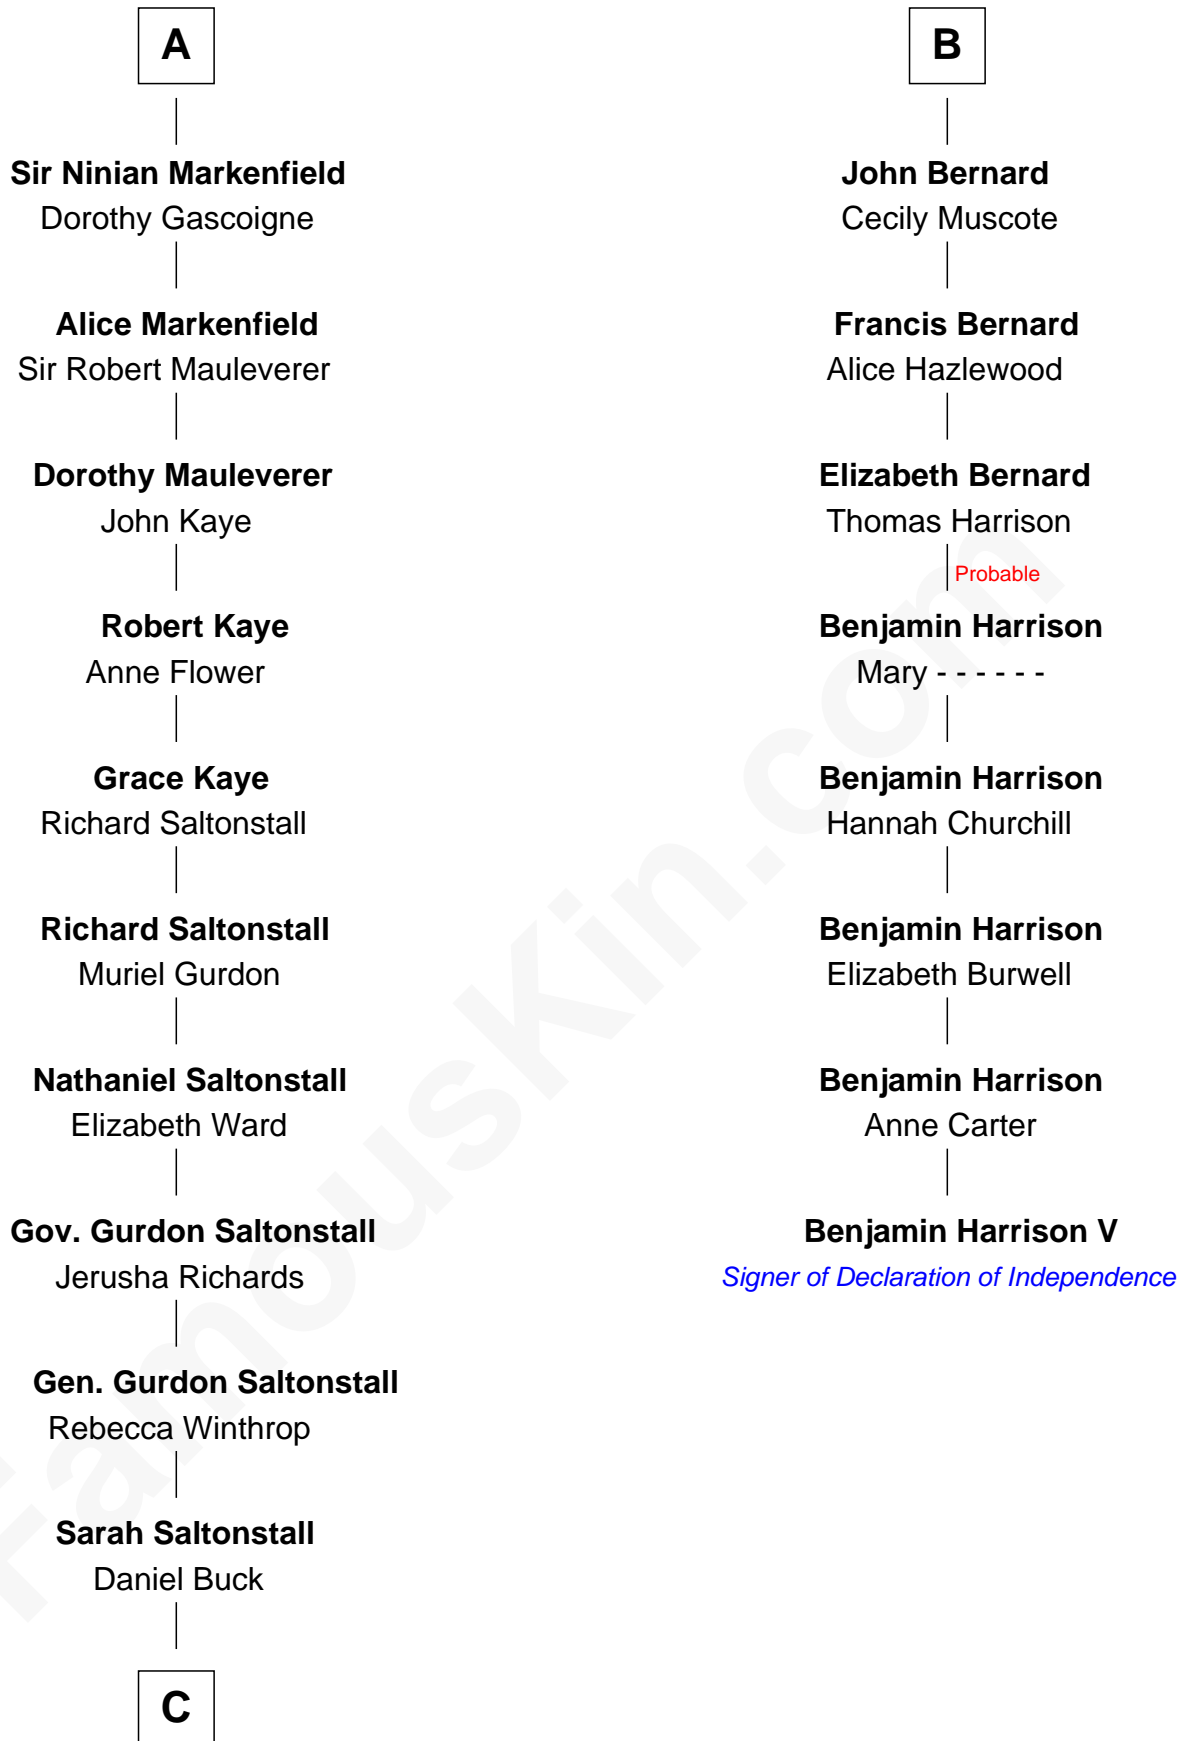 A
Sir Ninian Markenfield
Dorothy Gascoigne
Alice Markenfield
Sir Robert Mauleverer
Dorothy Mauleverer
John Kaye
Robert Kaye
Anne Flower
Grace Kaye
Richard Saltonstall
Richard Saltonstall
Muriel Gurdon
Nathaniel Saltonstall
Elizabeth Ward
Gov. Gurdon Saltonstall
Jerusha Richards
Gen. Gurdon Saltonstall
Rebecca Winthrop
Sarah Saltonstall
Daniel Buck
C
B
John Bernard
Cecily Muscote
Francis Bernard
Alice Hazlewood
Elizabeth Bernard
Thomas Harrison
Probable
Benjamin Harrison
Mary - - - - - -
Benjamin Harrison
Hannah Churchill
Benjamin Harrison
Elizabeth Burwell
Benjamin Harrison
Anne Carter
Benjamin Harrison V
Signer of Declaration of Independence
FamousKin.com